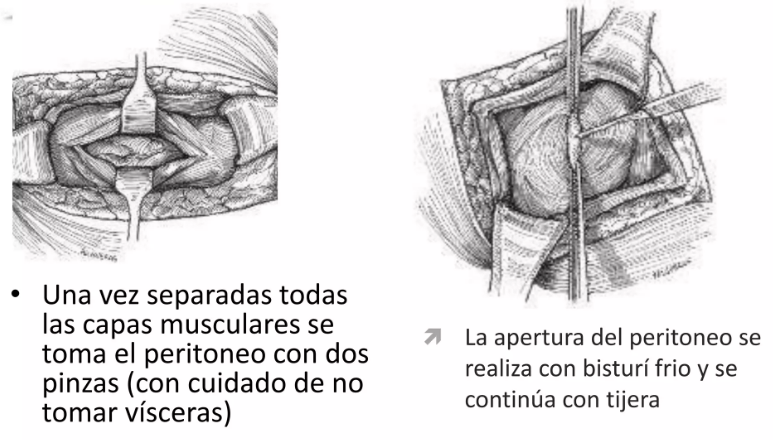 Una vez separadas todas
las capas musculares se
toma el peritoneo con dos
pinzas (con cuidado de no
tomar vísceras)
La apertura del peritoneo se
realiza con bisturí frio y se
continúa con tijera